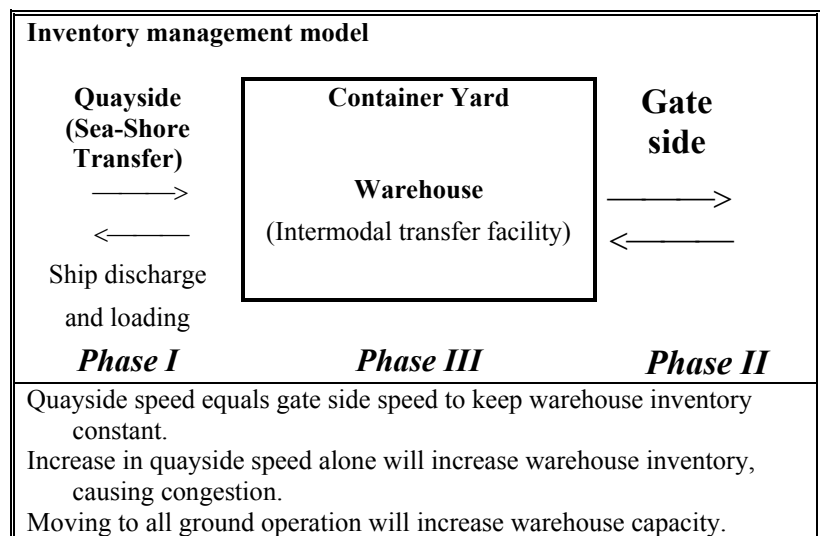 Inventory management model
Quayside
(Sea-Shore
Transfer)
Ship discharge
and loading
Container Yard
Warehouse
(Intermodal transfer facility)
Gate
side
Phase I
Phase III
Phase II
Quayside speed equals gate side speed to keep warehouse inventory
constant.
Increase in quayside speed alone will increase warehouse inventory,
causing congestion.
Moving to all ground operation will increase warehouse capacity.